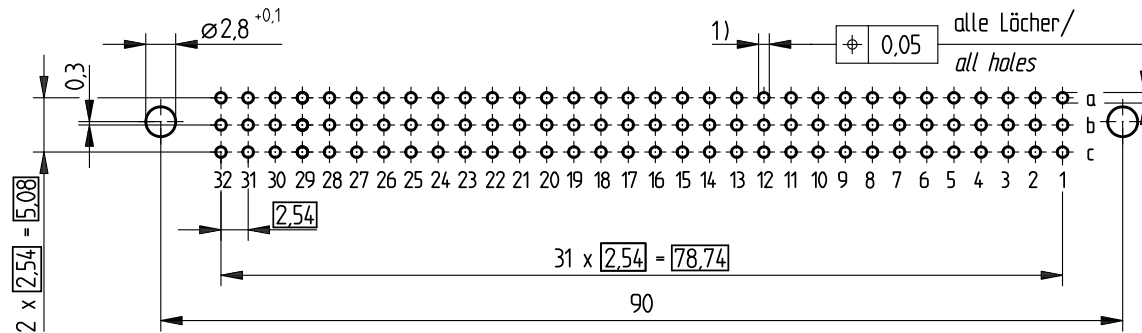 ⌀2,8 +0,1
1)
⌖ 0,05
alle Löcher/
all holes
0,3
a
b
c
32 31 30 29 28 27 26 25 24 23 22 21 20 19 18 17 16 15 14 13 12 11 10 9 8 7 6 5 4 3 2 1
2,54
2 x 2,54 = 5,08
31 x 2,54 = 78,74
90